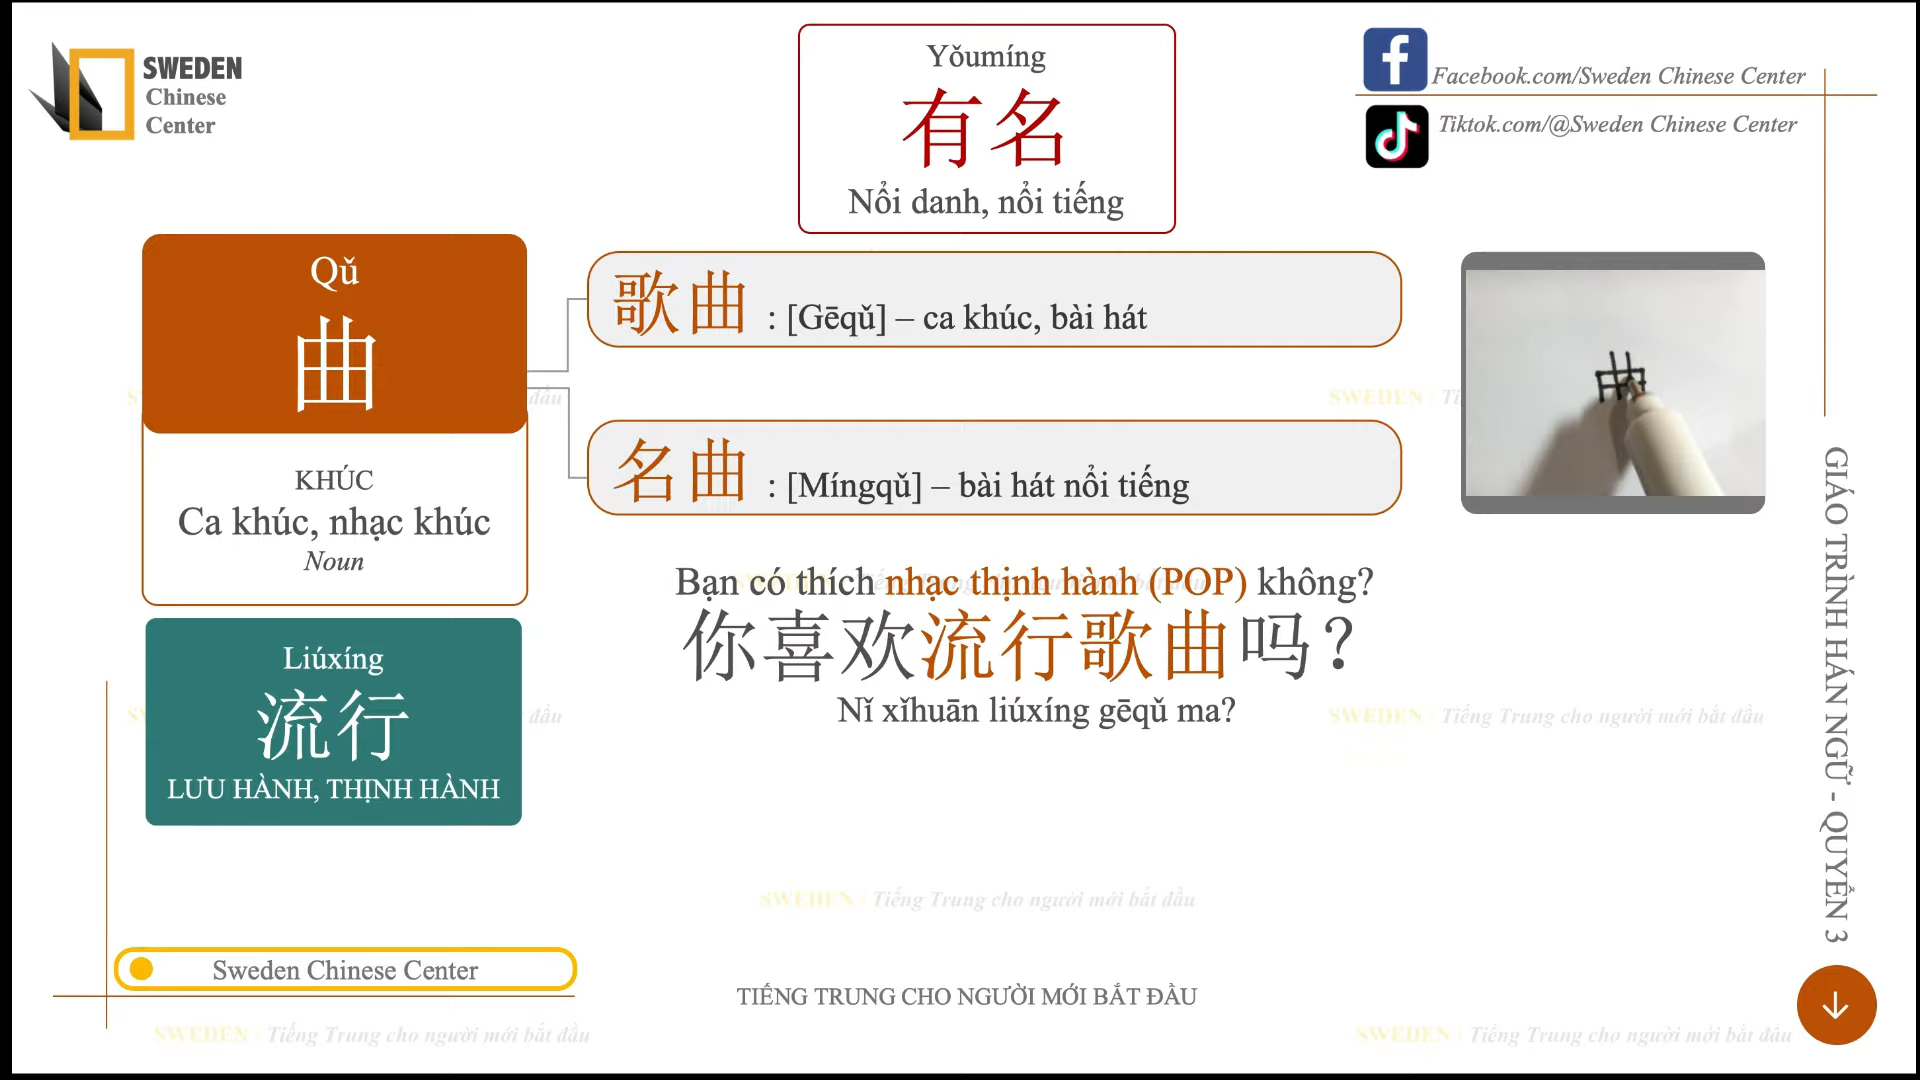 SWEDEN
Chinese
Center
Yǒumíng
有名
Nổi danh, nổi tiếng
Facebook.com/Sweden Chinese Center
Tiktok.com/@Sweden Chinese Center
Qǔ
曲
KHÚC
Ca khúc, nhạc khúc
Noun
歌曲 : [Gēqǔ] – ca khúc, bài hát
名曲 : [Míngqǔ] – bài hát nổi tiếng
Liúxíng
流行
LƯU HÀNH, THỊNH HÀNH
Bạn có thích nhạc thịnh hành (POP) không?
你喜欢流行歌曲吗？
Nǐ xǐhuān liúxíng gēqǔ ma?
GIÁO TRÌNH HÁN NGỮ - QUYỂN 3
SWEDEN / Tiếng Trung cho người mới bắt đầu
SWEDEN / Tiếng Trung cho người mới bắt đầu
Sweden Chinese Center
TIẾNG TRUNG CHO NGƯỜI MỚI BẮT ĐẦU
SWEDEN / Tiếng Trung cho người mới bắt đầu
SWEDEN / Tiếng Trung cho người mới bắt đầu